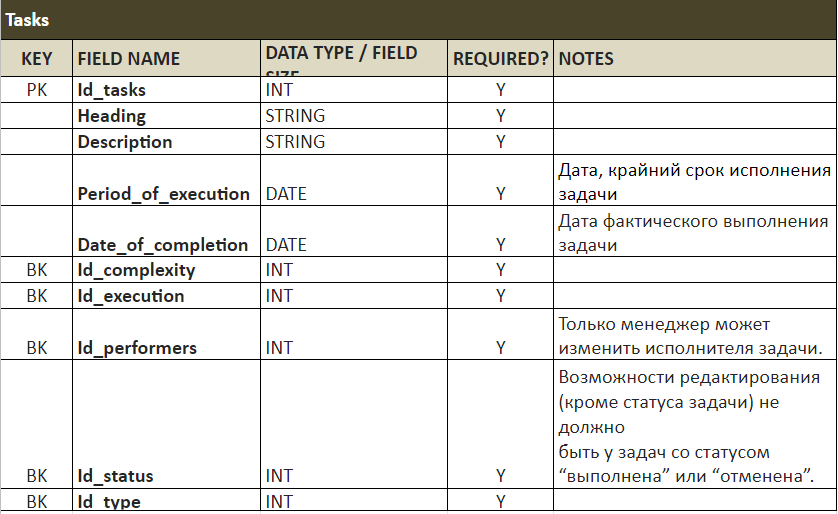 Tasks
KEY FIELD NAME DATA TYPE / FIELD SIZE REQUIRED? NOTES
PK Id_tasks INT Y
Heading STRING Y
Description STRING Y
Period_of_execution DATE Y Дата, крайний срок исполнения
задачи
Date_of_completion DATE Y Дата фактического выполнения
задачи
BK Id_complexity INT Y
BK Id_execution INT Y
BK Id_performers INT Y Только менеджер может
изменить исполнителя задачи.
BK Id_status INT Y Возможности редактирования
(кроме статуса задачи) не
должно
быть у задач со статусом
“выполнена” или “отменена”.
BK Id_type INT Y